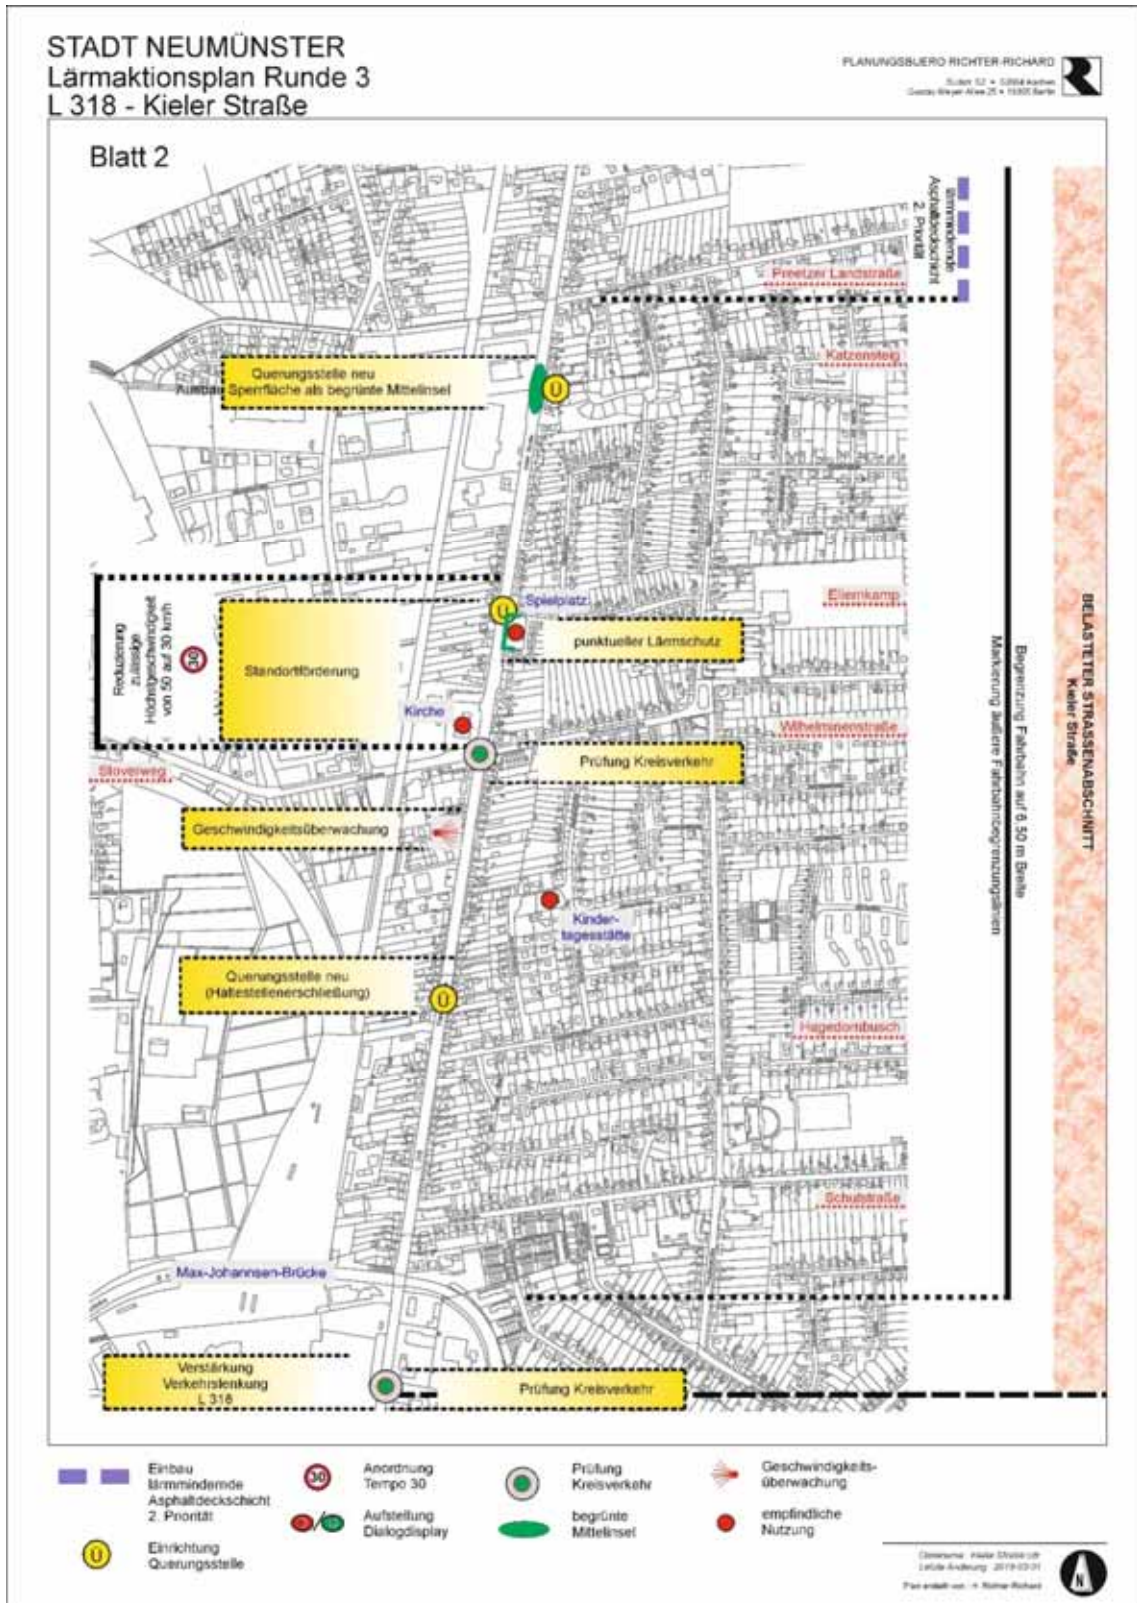 STADT NEUMÜNSTER
Lärmaktionsplan Runde 3
L 318 - Kieler Straße
PLANUNGSBUERO RICHTER-RICHARD
Blatt 2
lärmmindernde
Asphaltdeckschicht
2. Priorität
Preetzer Landstraße
Katzensteig
Querungsstelle neu
Ausbau Sperrfläche als begrünte Mittelinsel
Ü
Reduzierung
zulässige
Höchstgeschwindigkeit
von 50 auf 30 km/h
30
Standortförderung
Ü
Spielplatz
punktueller Lärmschutz
Eliemkamp
Kirche
Wilhelminenstraße
Stoverweg
Prüfung Kreisverkehr
Geschwindigkeitsüberwachung
Kinder-
tagesstätte
Querungsstelle neu
(Haltestellenerschließung)
Ü
Hagedornbusch
Schulstraße
Max-Johannsen-Brücke
Verstärkung
Verkehrslenkung
L 318
Prüfung Kreisverkehr
Begrenzung Fahrbahn auf 6.50 m Breite
Markierung äußere Fahrbahnbegrenzungslinien
BELASTETER STRASSENABSCHNITT
Kieler Straße
Einbau
lärmmindernde
Asphaltdeckschicht
2. Priorität
Ü
Einrichtung
Querungsstelle
30
Anordnung
Tempo 30
Aufstellung
Dialogdisplay
Prüfung
Kreisverkehr
begrünte
Mittelinsel
Geschwindigkeits-
überwachung
empfindliche
Nutzung
N